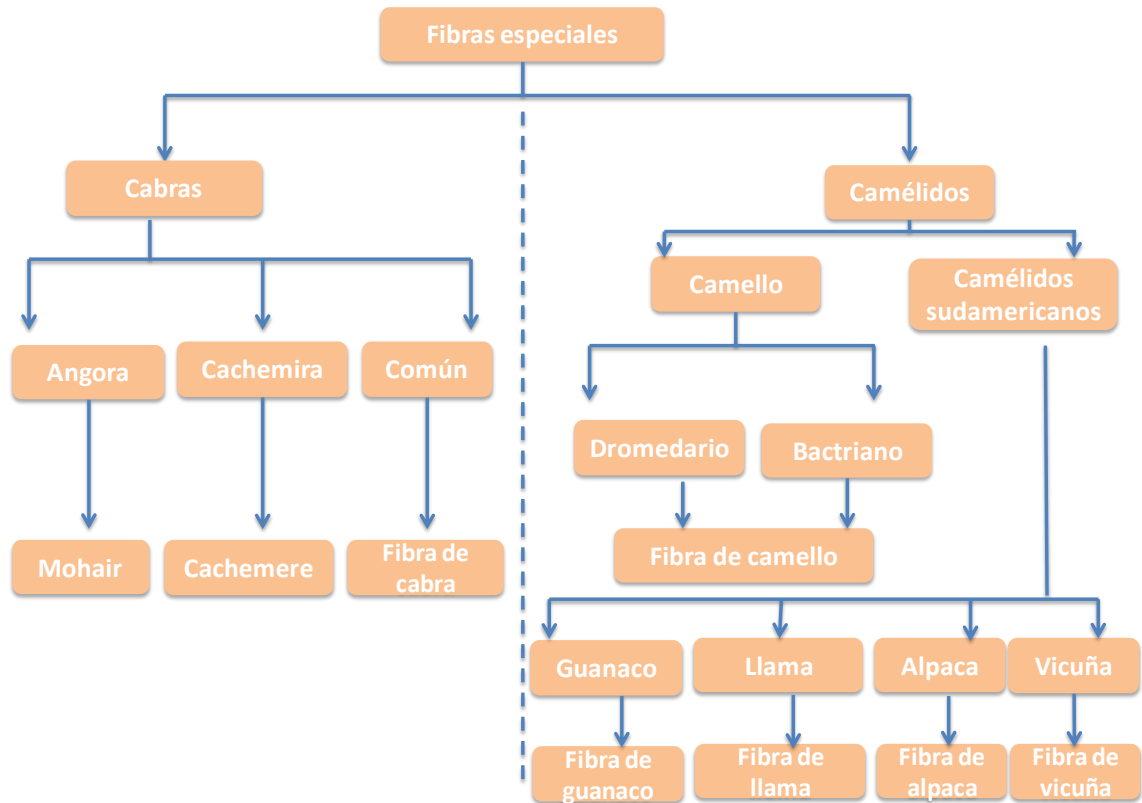 Fibras especiales
Cabras
Camélidos
Camello
Camélidos
sudamericanos
Angora
Cachemira
Común
Dromedario
Bactriano
Mohair
Cachemere
Fibra de
cabra
Fibra de camello
Guanaco
Llama
Alpaca
Vicuña
Fibra de
guanaco
Fibra de
llama
Fibra de
alpaca
Fibra de
vicuña